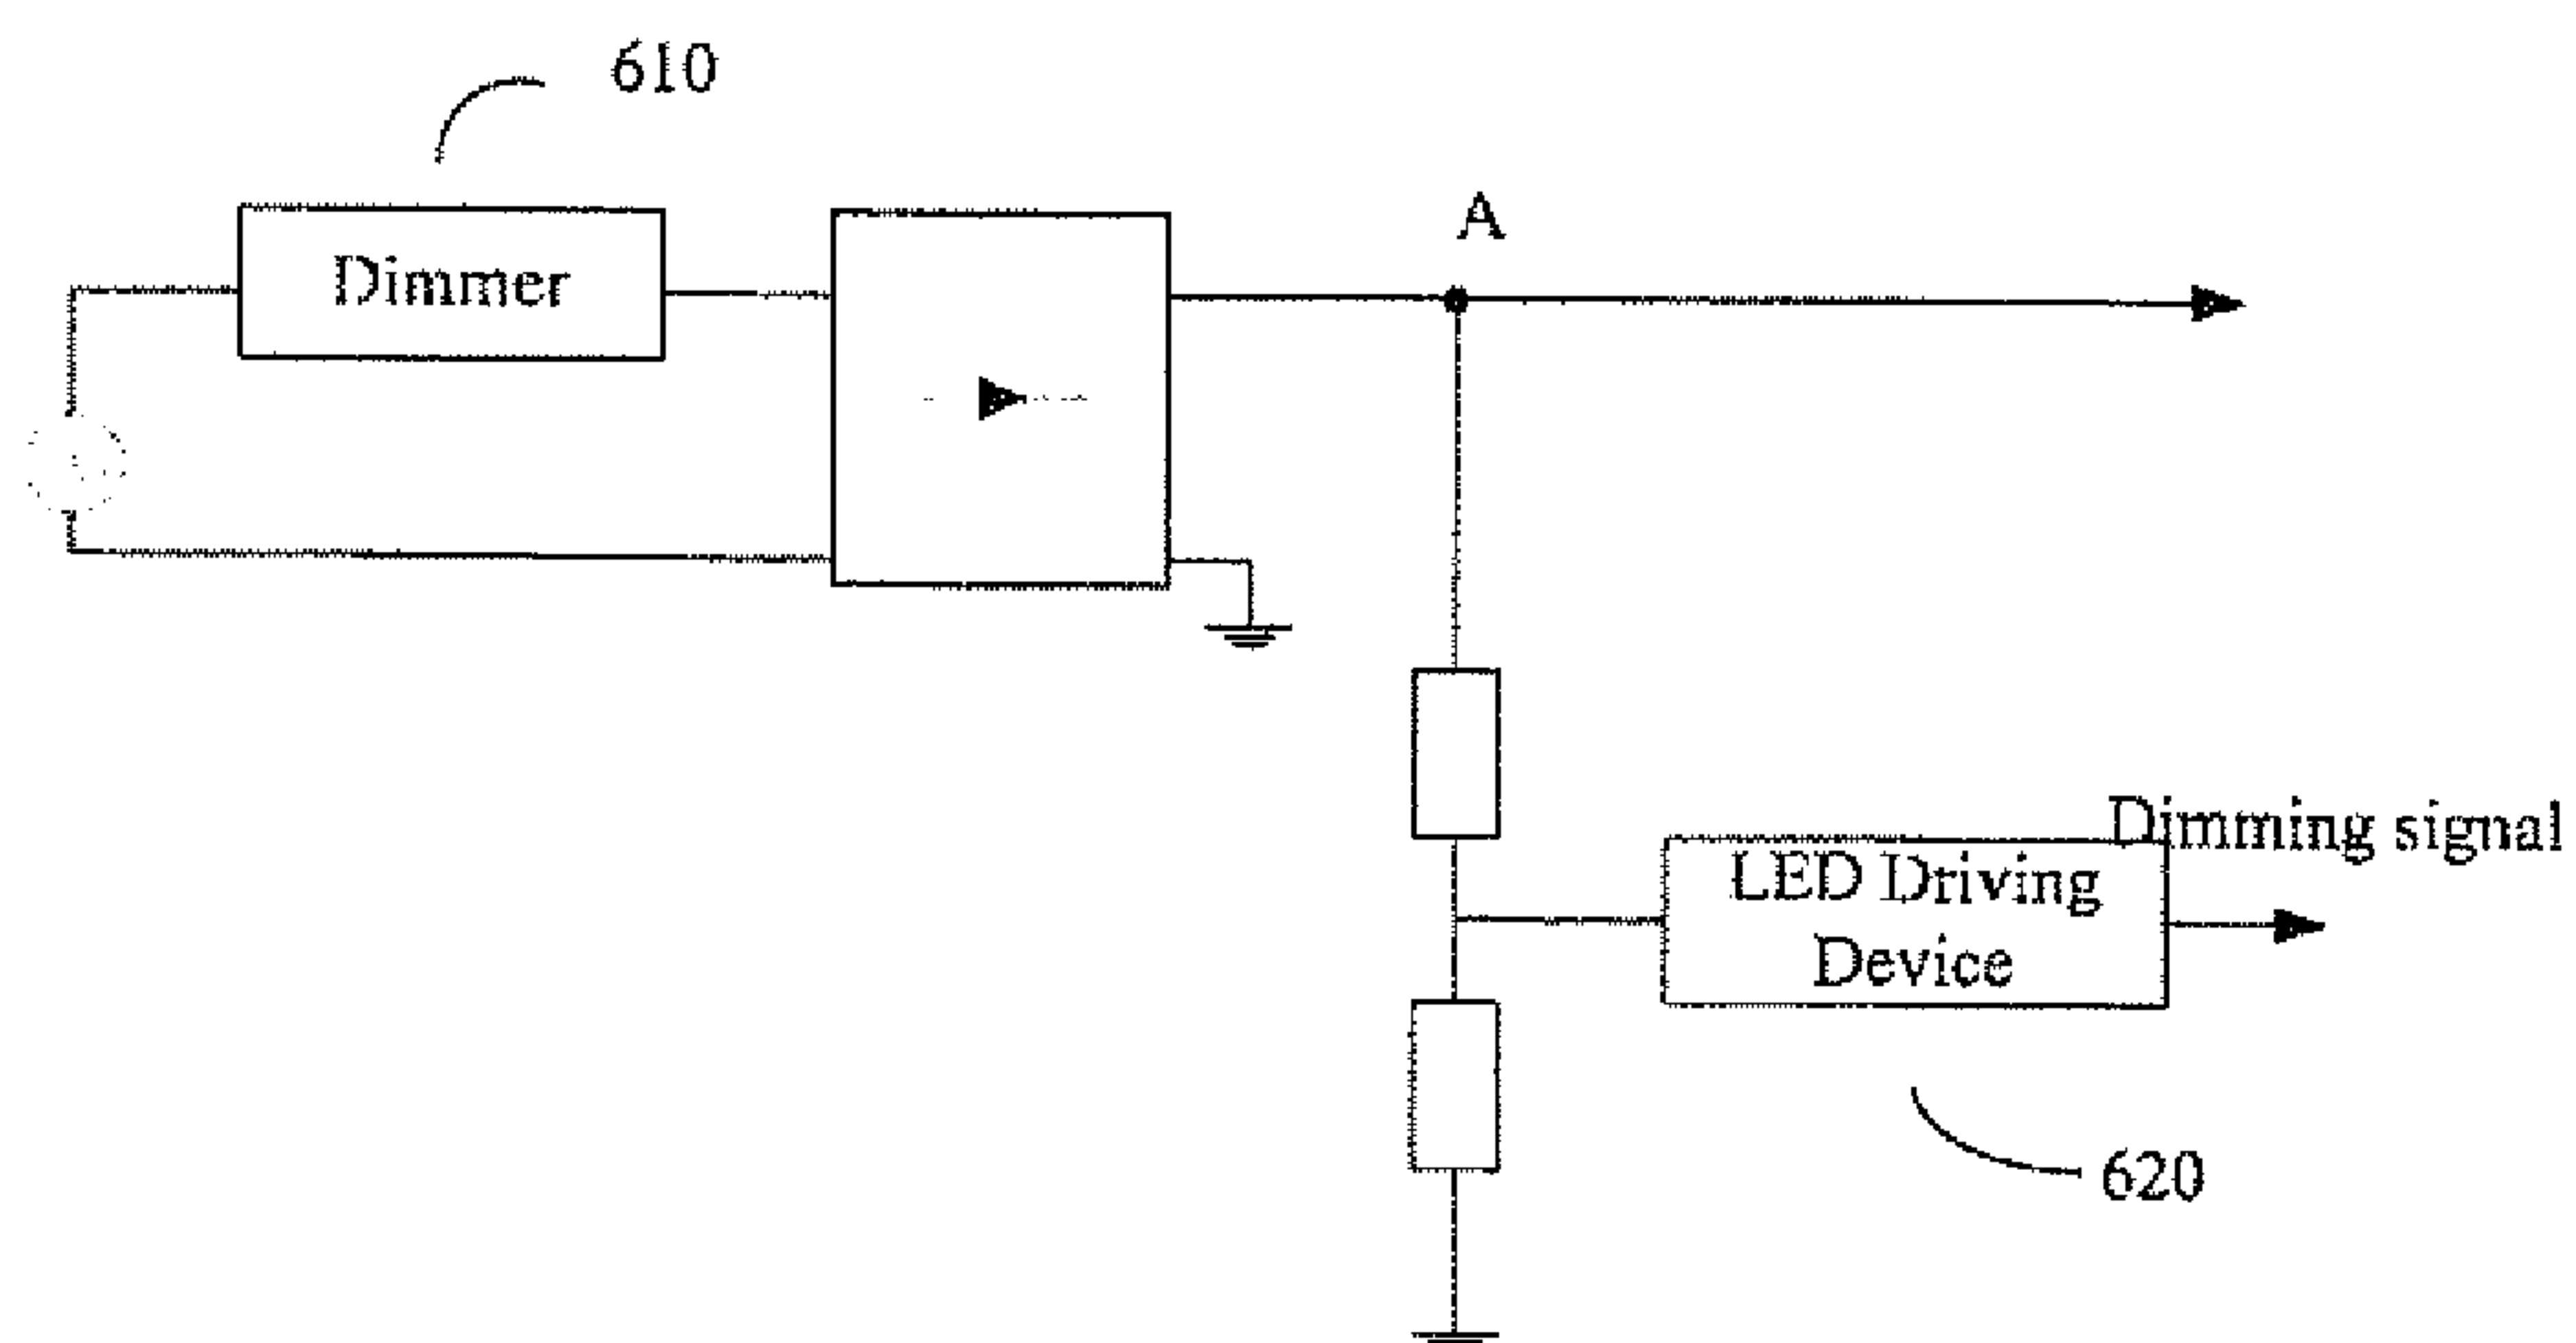 610
A
Dimmer
Dimming signal
LED Driving
Device
620